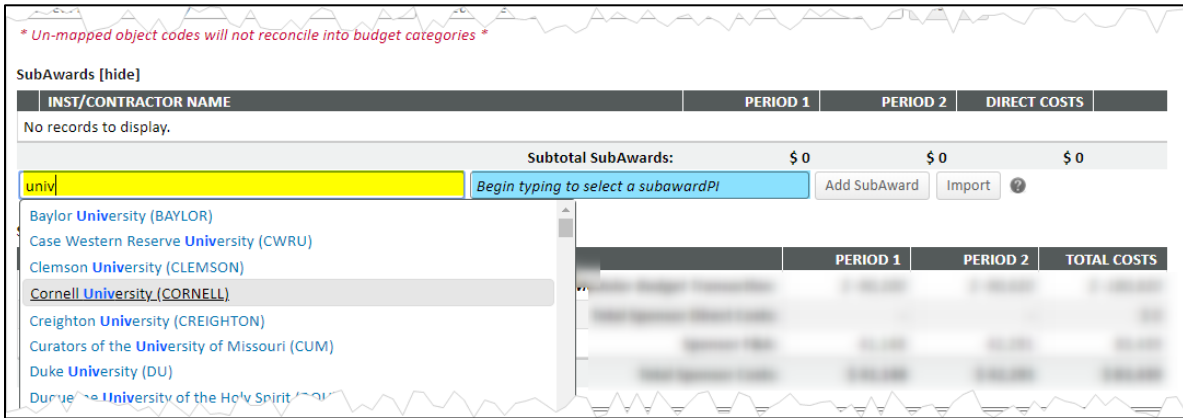 * Un-mapped object codes will not reconcile into budget categories *
SubAwards [hide]
INST/CONTRACTOR NAME PERIOD 1 PERIOD 2 DIRECT COSTS
No records to display.
Subtotal SubAwards: $ 0 $ 0 $ 0
univ Begin typing to select a subawardPI Add SubAward Import ?
Baylor University (BAYLOR)
Case Western Reserve University (CWRU)
Clemson University (CLEMSON)
PERIOD 1 PERIOD 2 TOTAL COSTS
Cornell University (CORNELL)
Creighton University (CREIGHTON)
Curators of the University of Missouri (CUM)
Duke University (DU)
University of the Holy Spirit